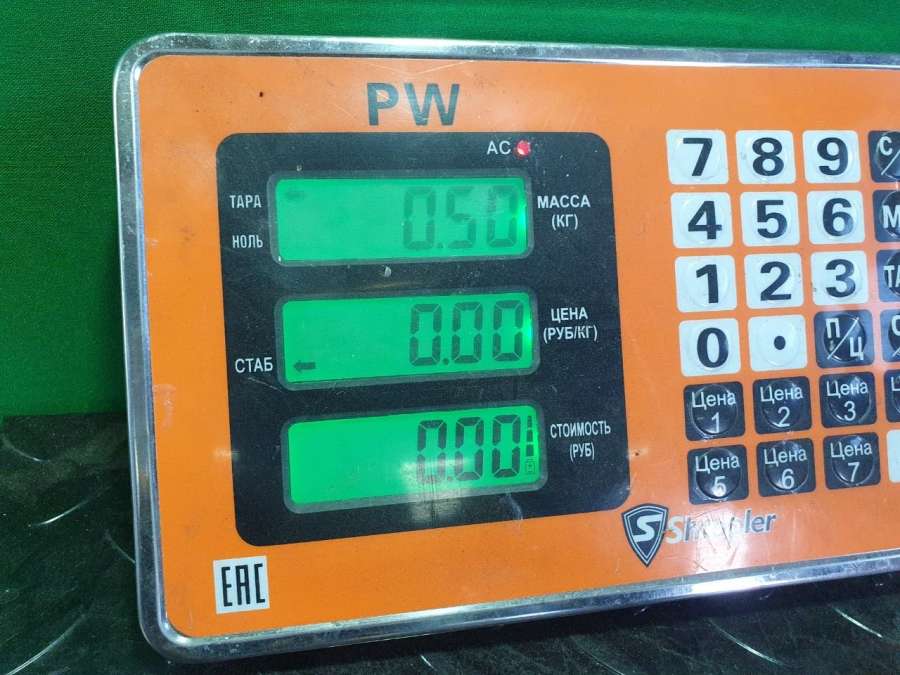 PW
AC
ТАРА
НОЛЬ
0.50
МАССА
(КГ)
СТАБ
0.00
ЦЕНА
(РУБ/КГ)
0.00
СТОИМОСТЬ
(РУБ)
7 8 9 С/
4 5 6 М
1 2 3 ТА
0 . П/Ц
Цена 1 Цена 2 Цена 3
Цена 5 Цена 6 Цена 7
S
EAC